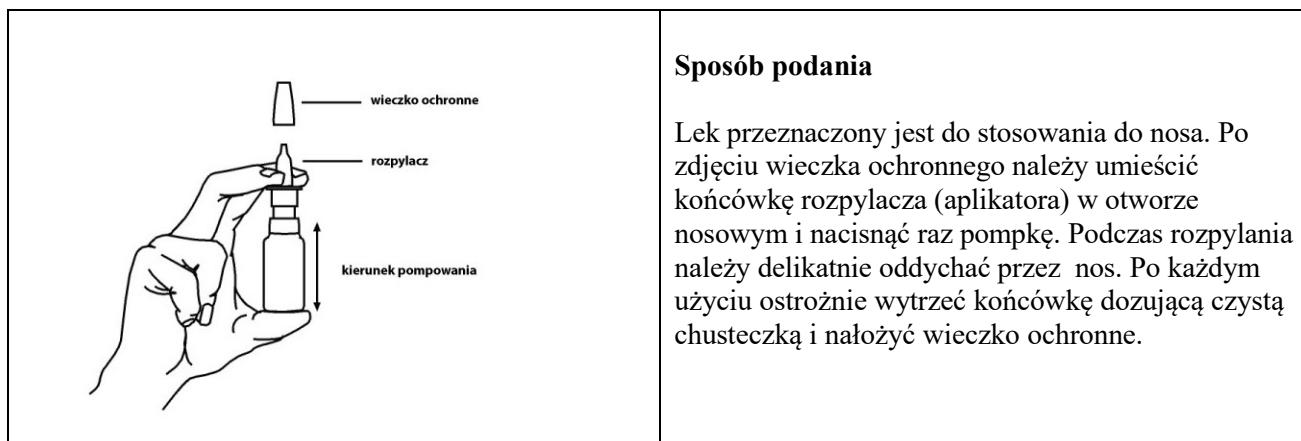 wieczko ochronne
rozpylacz
kierunek pompowania
Sposób podania
Lek przeznaczony jest do stosowania do nosa. Po
zdjęciu wieczka ochronnego należy umieścić
końcówkę rozpylacza (aplikatora) w otworze
nosowym i nacisnąć raz pompkę. Podczas rozpylania
należy delikatnie oddychać przez  nos. Po każdym
użyciu ostrożnie wytrzeć końcówkę dozującą czystą
chusteczką i nałożyć wieczko ochronne.